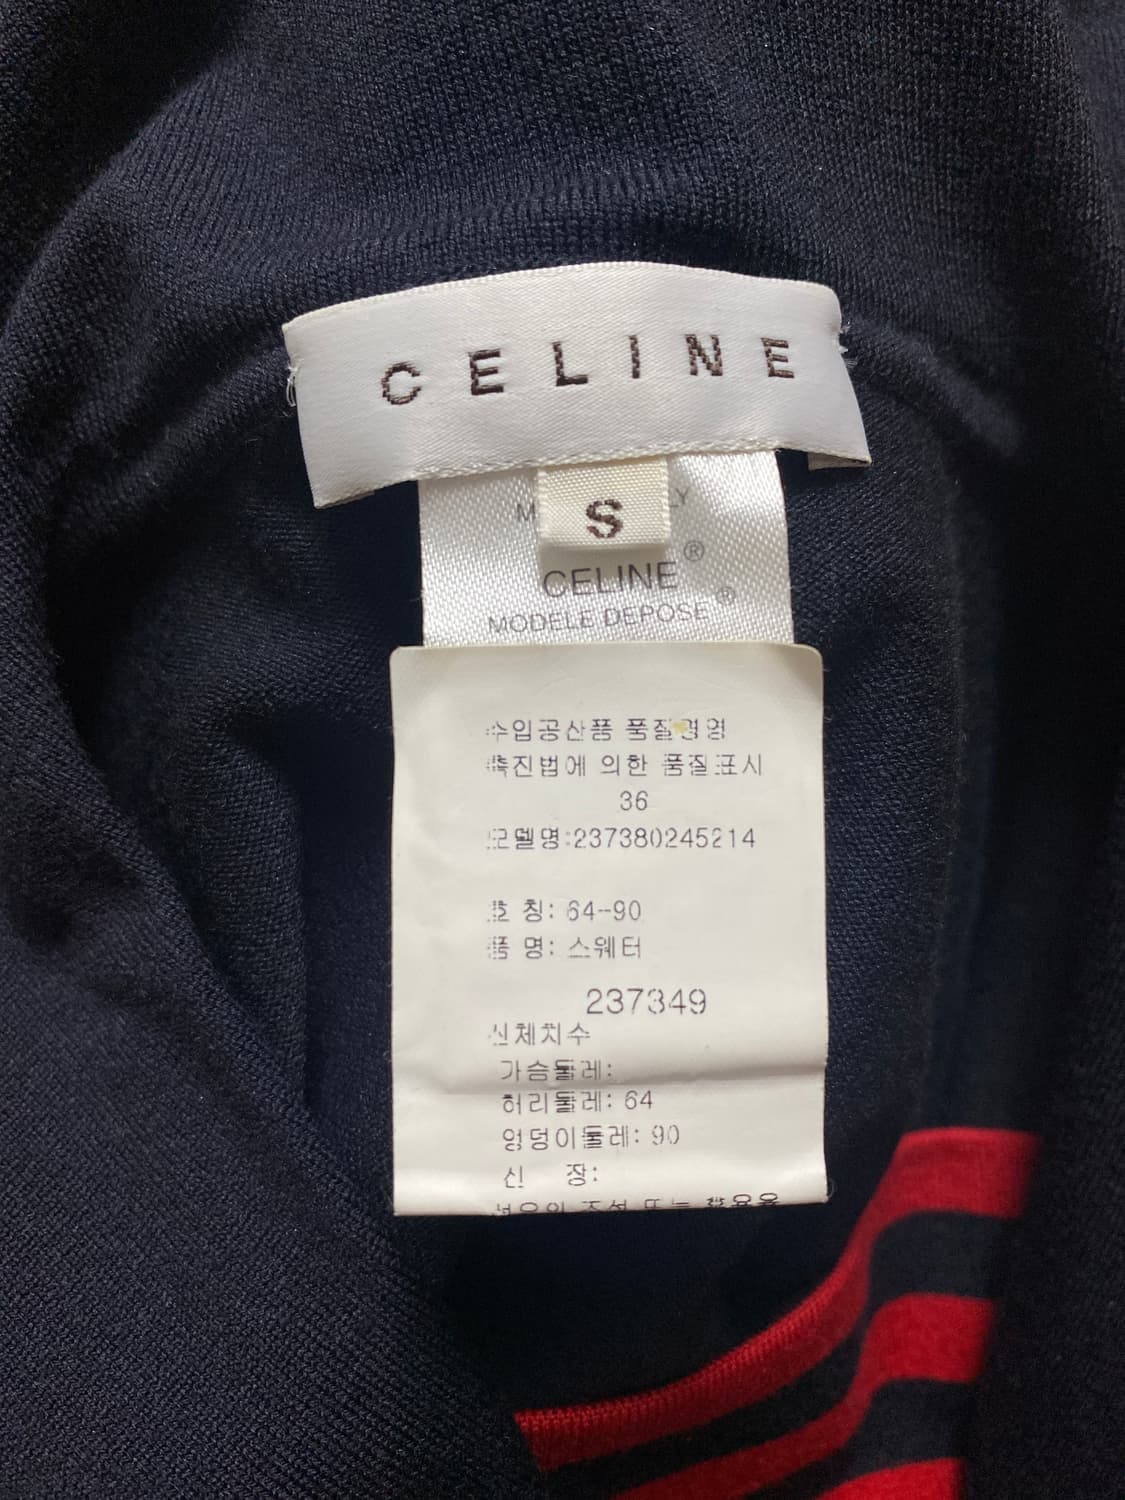 CELINE
S
CELINE®
MODELE DEPOSE®
수입공산품 품질경영
촉진법에 의한 품질표시
36
모델명:237380245214
호 칭: 64-90
품 명: 스웨터
237349
신체치수
가슴둘레:
허리둘레: 64
엉덩이둘레: 90
신 장: